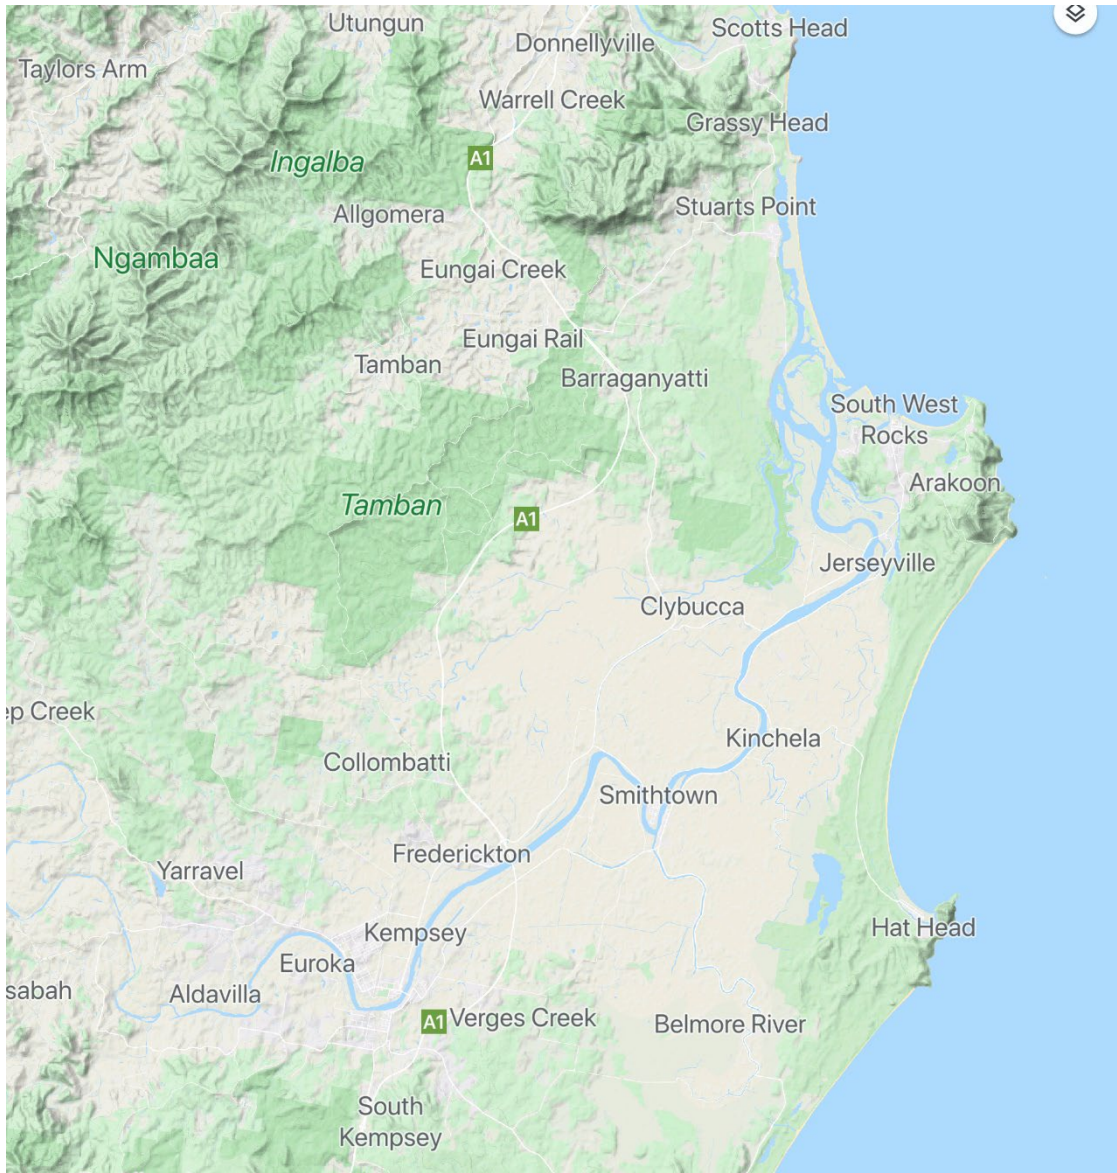 Utungun
Scotts Head
Donnellyville
Taylors Arm
Warrell Creek
Grassy Head
A1
Ingalba
Stuarts Point
Allgomera
Ngambaa
Eungai Creek
Eungai Rail
Tamban
Barraganyatti
South West
Rocks
Arakoon
Tamban
A1
Jerseyville
Clybucca
ep Creek
Kinchela
Collombatti
Smithtown
Frederickton
Yarravel
Hat Head
Kempsey
Euroka
sabah
Aldavilla
A1
Verges Creek
Belmore River
South
Kempsey